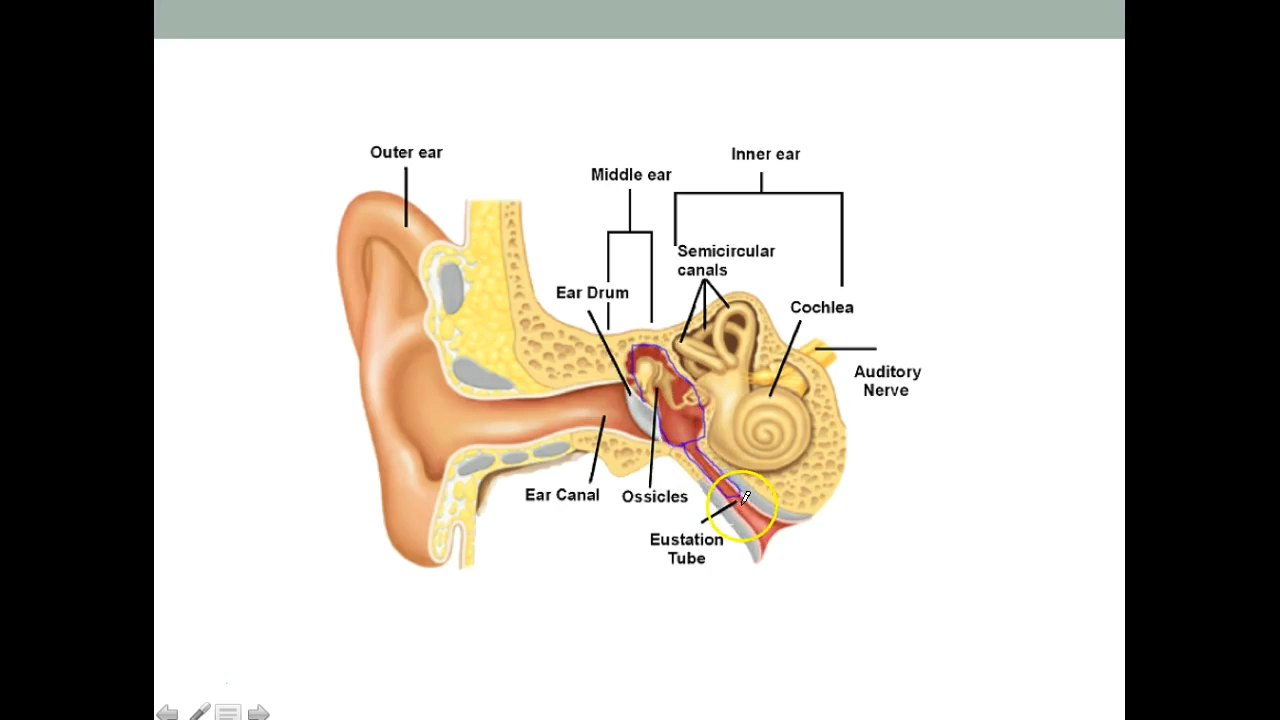 Outer ear
Middle ear
Inner ear
Semicircular
canals
Ear Drum
Cochlea
Auditory
Nerve
Ear Canal
Ossicles
Eustation
Tube